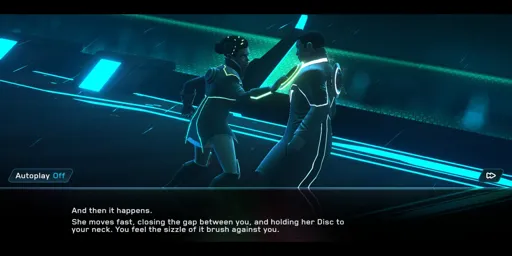 Autoplay Off
And then it happens.
She moves fast, closing the gap between you, and holding her Disc to
your neck. You feel the sizzle of it brush against you.